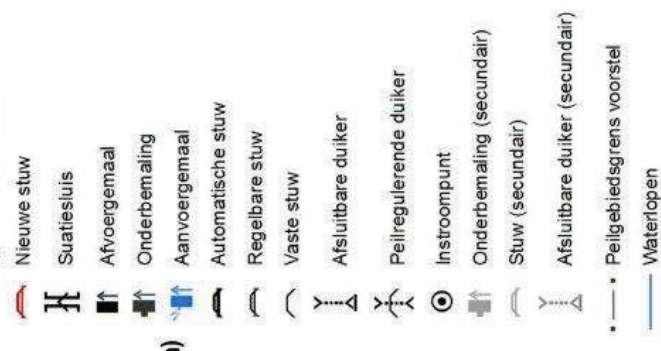 Nieuwe stuw
Suatiesluis
Afvoergemaal
Onderbemaling
Aanvoergemaal
Automatische stuw
Regelbare stuw
Vaste stuw
Afsluitbare duiker
Peilregulerende duiker
Instroompunt
Onderbemaling (secundair)
Stuw (secundair)
Afsluitbare duiker (secundair)
Peilgebiedsgrens voorstel
Waterlopen